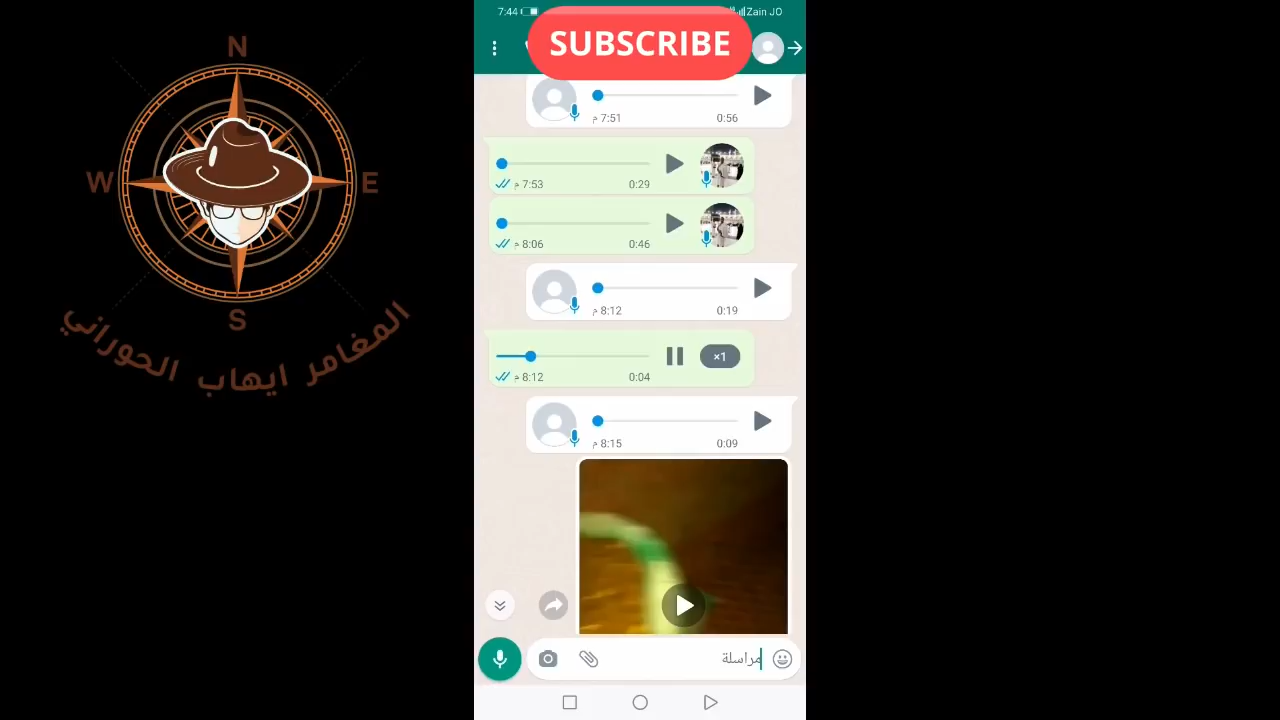 7:44
Zain JO
SUBSCRIBE
7:51 م
0:56
7:53 م
0:29
8:06 م
0:46
8:12 م
0:19
×1
8:12 م
0:04
8:15 م
0:09
مراسلة
N
W
E
S
المغامر ايهاب الحوراني